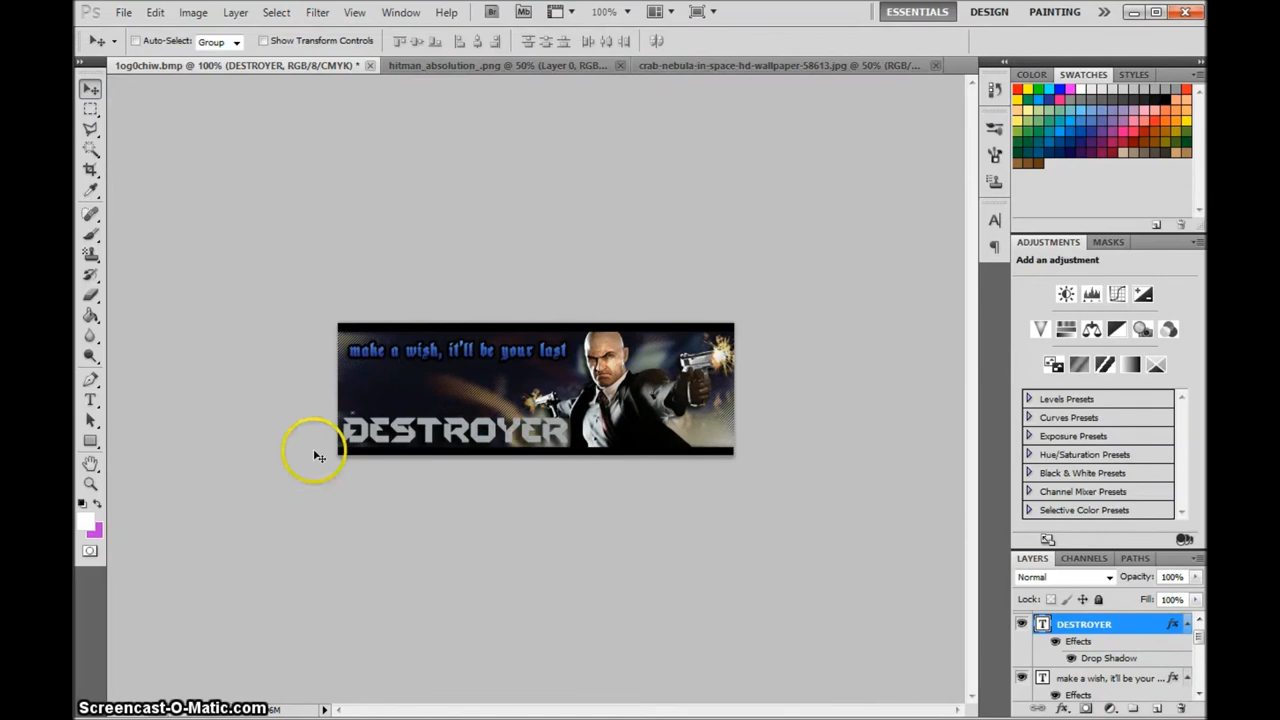 Ps File Edit Image Layer Select Filter View Window Help Br Mb 100% ESSENTIALS DESIGN PAINTING
Auto-Select: Group Show Transform Controls
1og0chiw.bmp @ 100% (DESTROYER, RGB/8/CMYK) * hitman_absolution_.png @ 50% (Layer 0, RGB... crab-nebula-in-space-hd-wallpaper-58613.jpg @ 50% (RGB/...
COLOR SWATCHES STYLES
ADJUSTMENTS MASKS
Add an adjustment
make a wish, it'll be your last
DESTROYER
Levels Presets
Curves Presets
Exposure Presets
Hue/Saturation Presets
Black & White Presets
Channel Mixer Presets
Selective Color Presets
LAYERS CHANNELS PATHS
Normal Opacity: 100%
Lock: Fill: 100%
T DESTROYER fx
Effects
Drop Shadow
T make a wish, it'll be your ... fx
Effects
Screencast-O-Matic.com